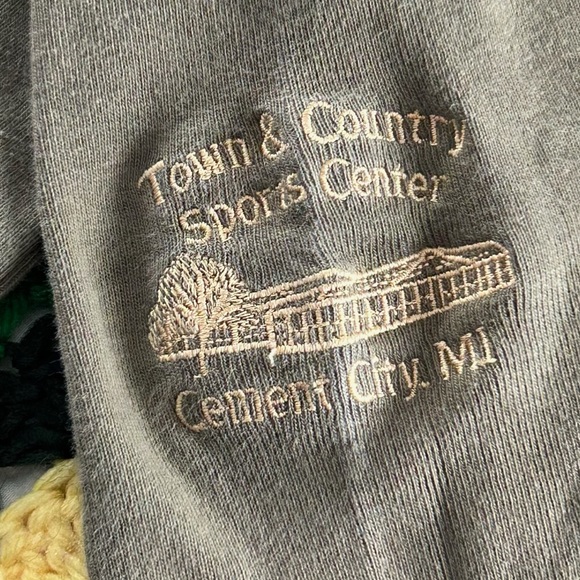 Town & Country
Sports Center
Cement City, MI